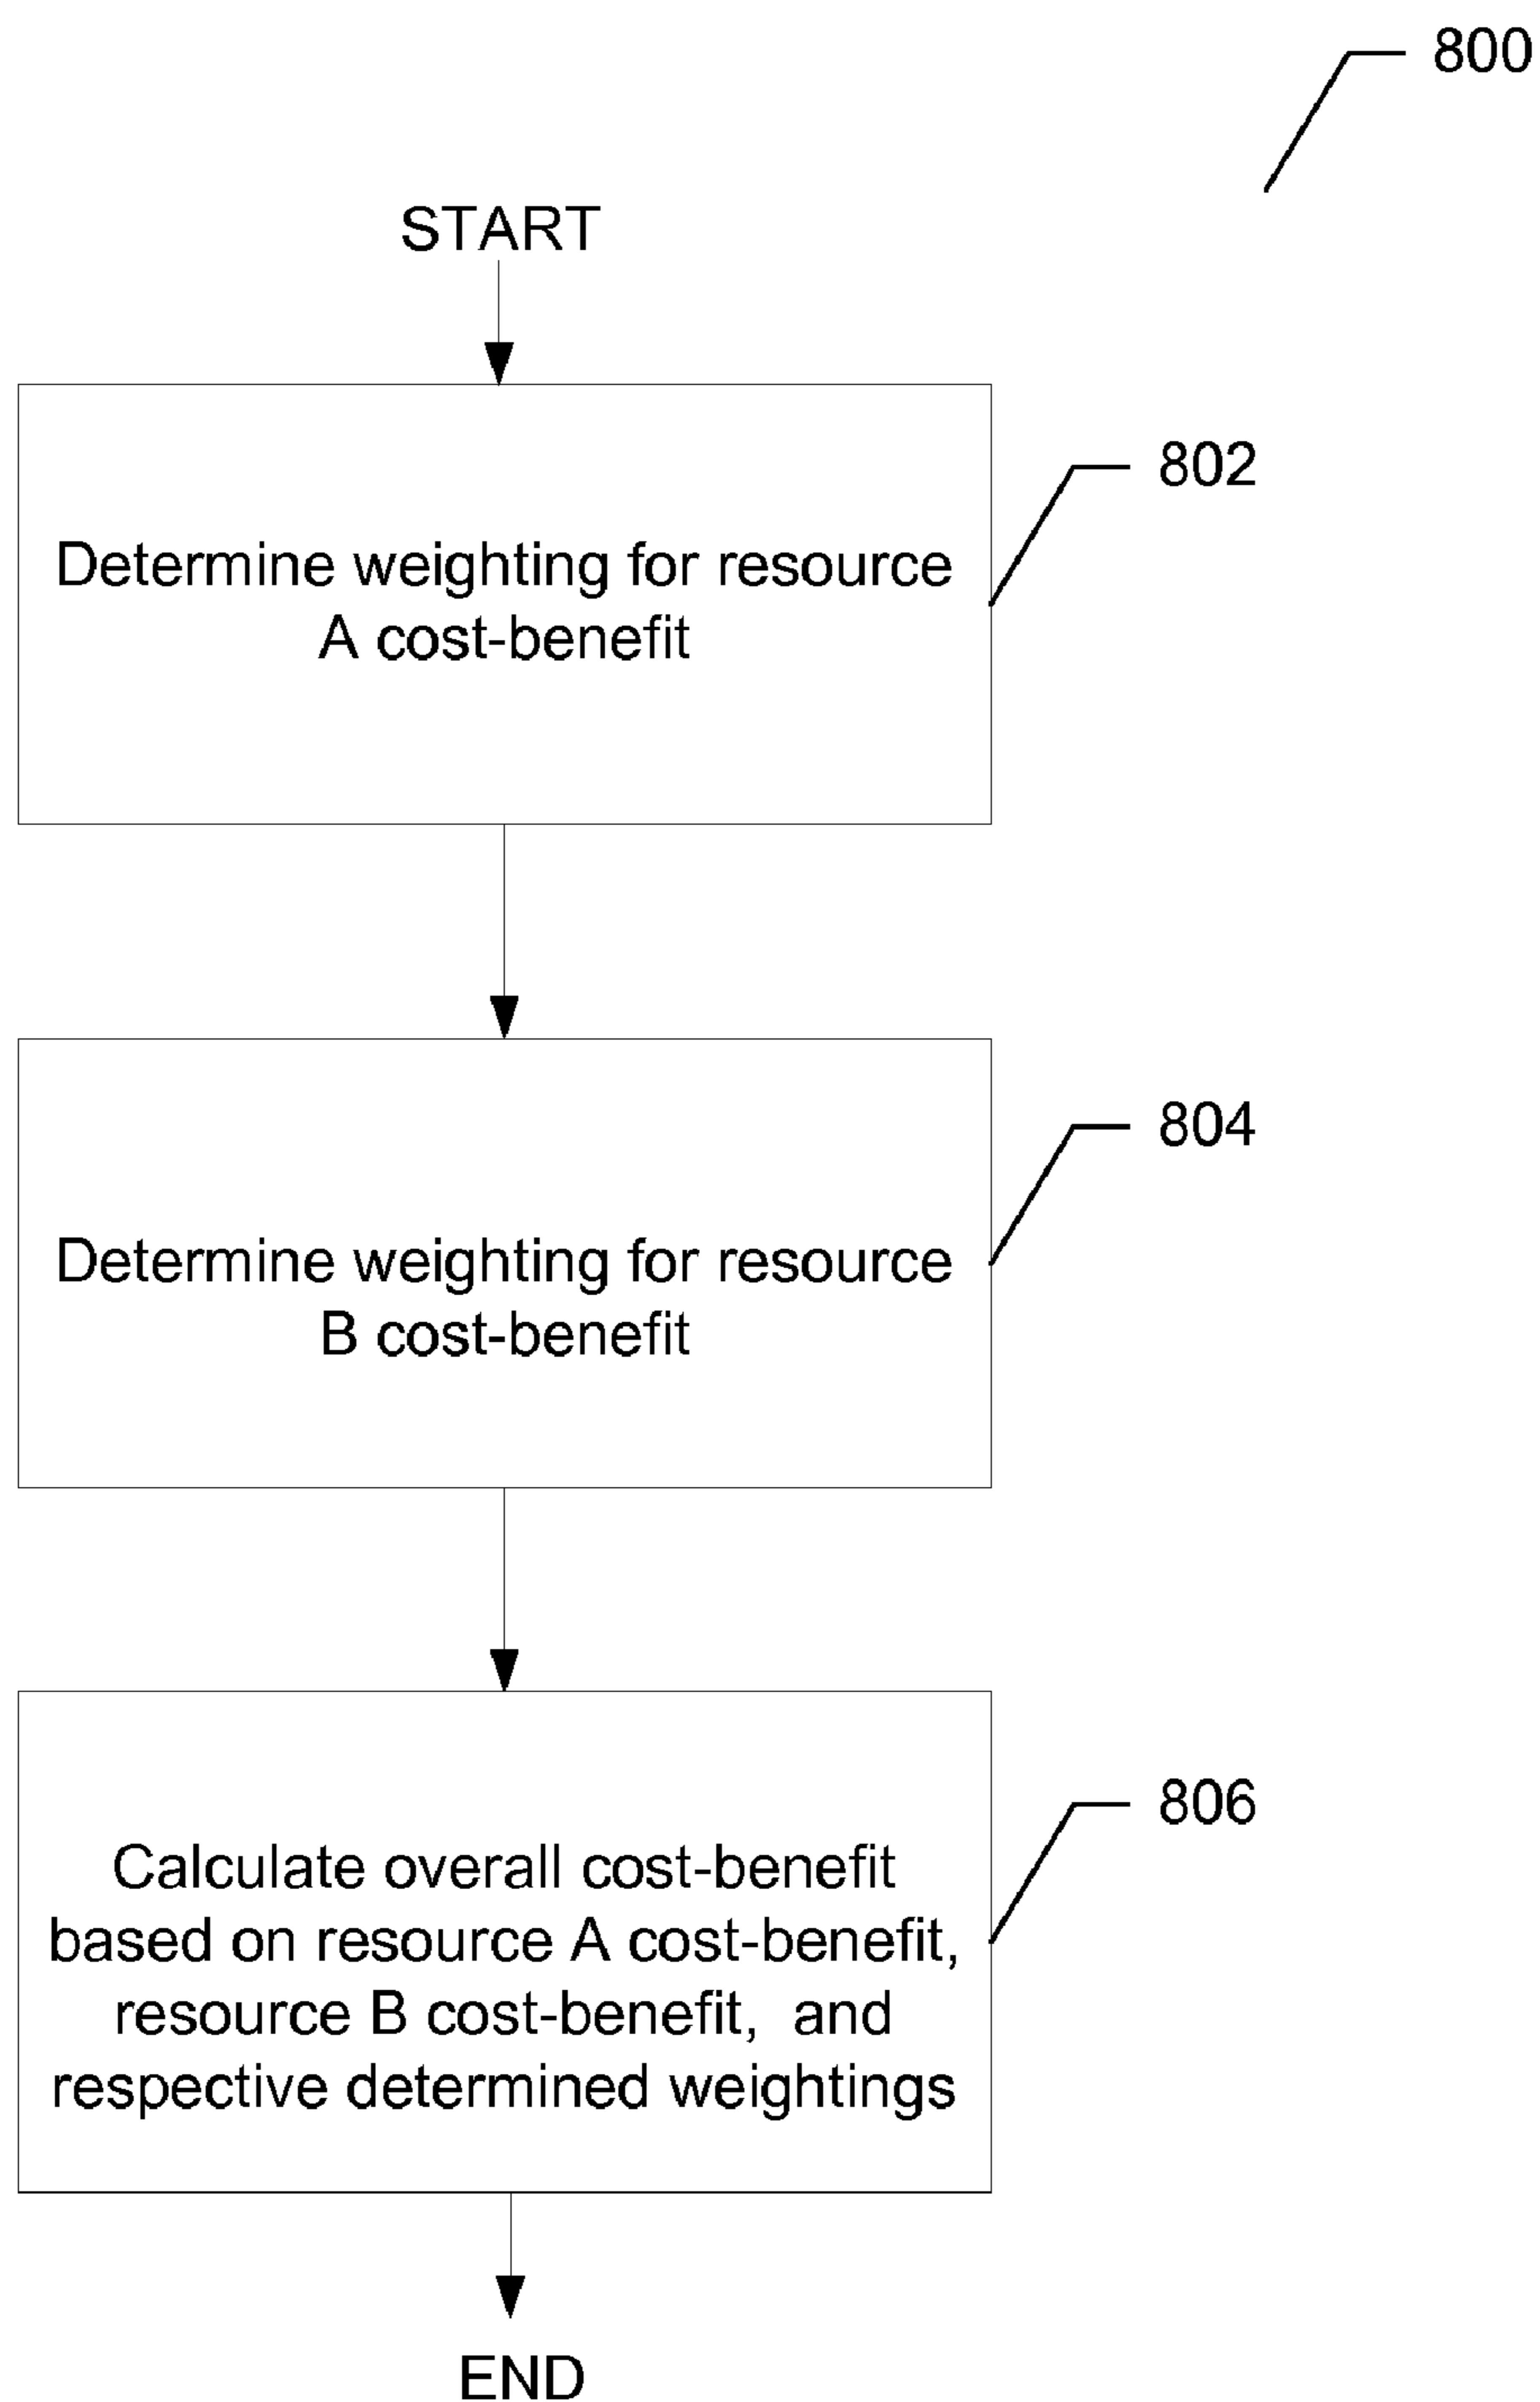 800
START
802
Determine weighting for resource
A cost-benefit
804
Determine weighting for resource
B cost-benefit
806
Calculate overall cost-benefit
based on resource A cost-benefit,
resource B cost-benefit,  and
respective determined weightings
END